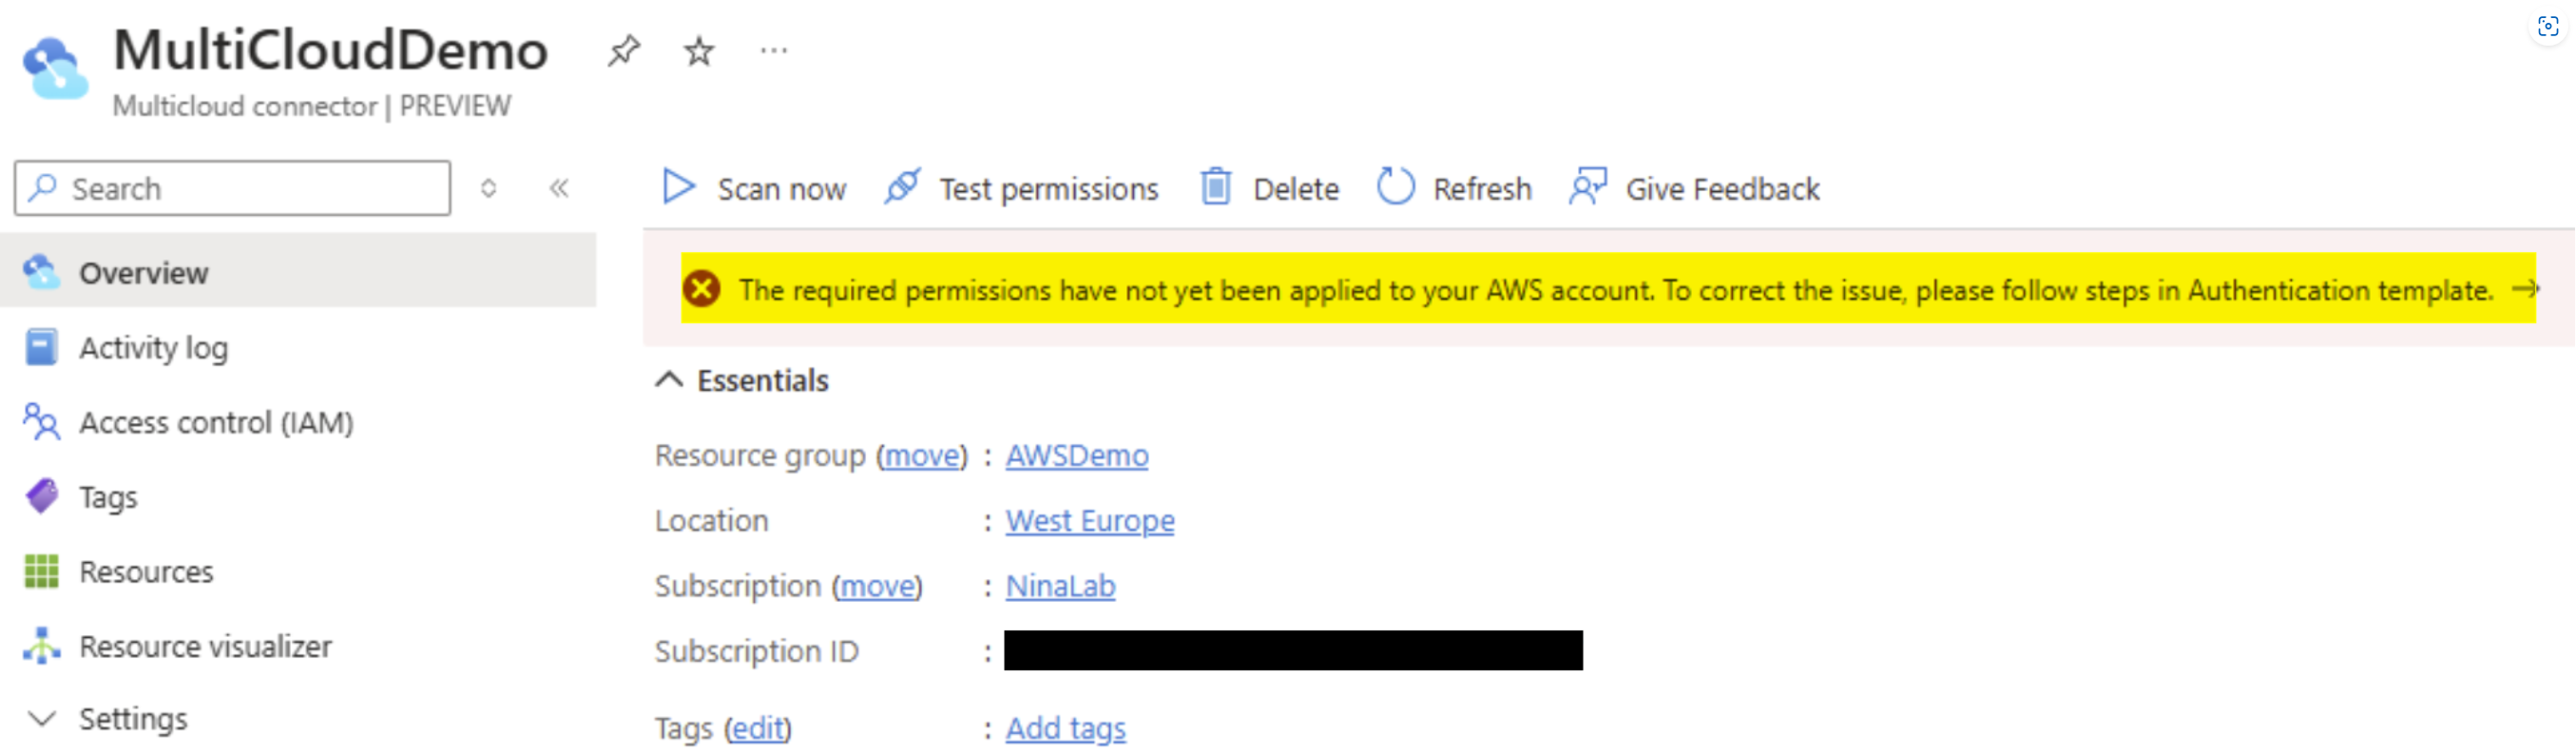 MultiCloudDemo
Multicloud connector | PREVIEW
Search
Overview
Activity log
Access control (IAM)
Tags
Resources
Resource visualizer
Settings
Scan now Test permissions Delete Refresh Give Feedback
The required permissions have not yet been applied to your AWS account. To correct the issue, please follow steps in Authentication template.
Essentials
Resource group (move) : AWSDemo
Location : West Europe
Subscription (move) : NinaLab
Subscription ID :
Tags (edit) : Add tags